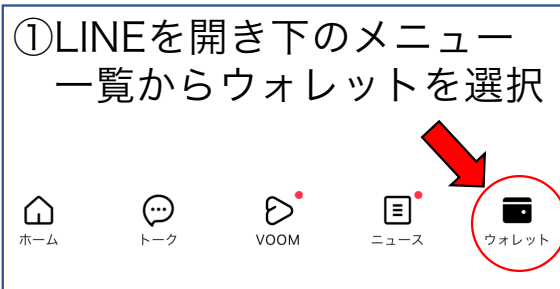 ①LINEを開き下のメニュー
一覧からウォレットを選択
ホーム
トーク
VOOM
ニュース
ウォレット